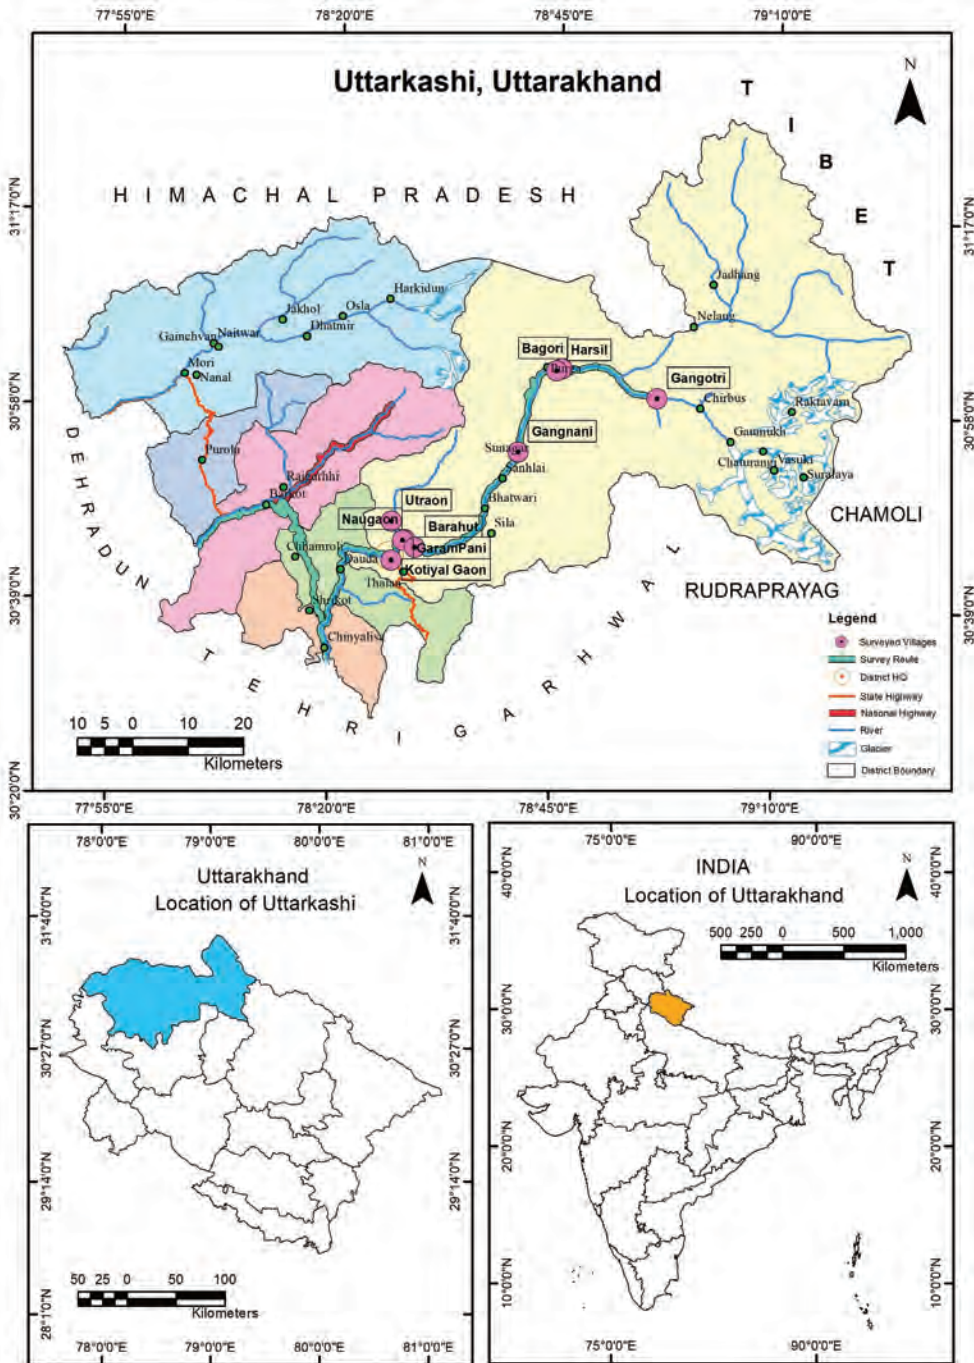 77°55'0"E 78°20'0"E 78°45'0"E 79°10'0"E
Uttarkashi, Uttarakhand
N
T I B E T
HIMACHAL PRADESH
31°17'0"N
31°17'0"N
Jadhang
Harkidun
Nelang
Jakhol
Osla
Dhatmir
Naitwar
Gainchvan
Mori
Nanal
Bagori
Harsil
Gangotri
Chirbus
Raktavarn
30°58'0"N
30°58'0"N
Gangnani
Gaumukh
Purola
Sunagar
Chaturangi
Vasuki
Suralaya
Sanhlai
DEHRADUN
Barkot
Utraon
Bhatwari
Naugaon
Barahut
Sila
CHAMOLI
GaramPani
Dauda
Kotiyal Gaon
RUDRAPRAYAG
30°39'0"N
30°39'0"N
Chinyalisa
TEHRI GARHWAL
Legend
Surveyed Villages
Survey Route
District HQ
State Highway
National Highway
River
Glacier
District Boundary
10 5 0 10 20
Kilometers
30°20'0"N
77°55'0"E 78°20'0"E 78°45'0"E 79°10'0"E
78°0'0"E 79°0'0"E 80°0'0"E 81°0'0"E
Uttarakhand
Location of Uttarkashi
N
31°40'0"N
30°27'0"N
29°14'0"N
28°1'0"N
31°40'0"N
30°27'0"N
29°14'0"N
28°1'0"N
50 25 0 50 100
Kilometers
78°0'0"E 79°0'0"E 80°0'0"E 81°0'0"E
75°0'0"E 90°0'0"E
INDIA
Location of Uttarakhand
N
500 250 0 500 1,000
Kilometers
40°0'0"N
30°0'0"N
20°0'0"N
10°0'0"N
40°0'0"N
30°0'0"N
20°0'0"N
10°0'0"N
75°0'0"E 90°0'0"E